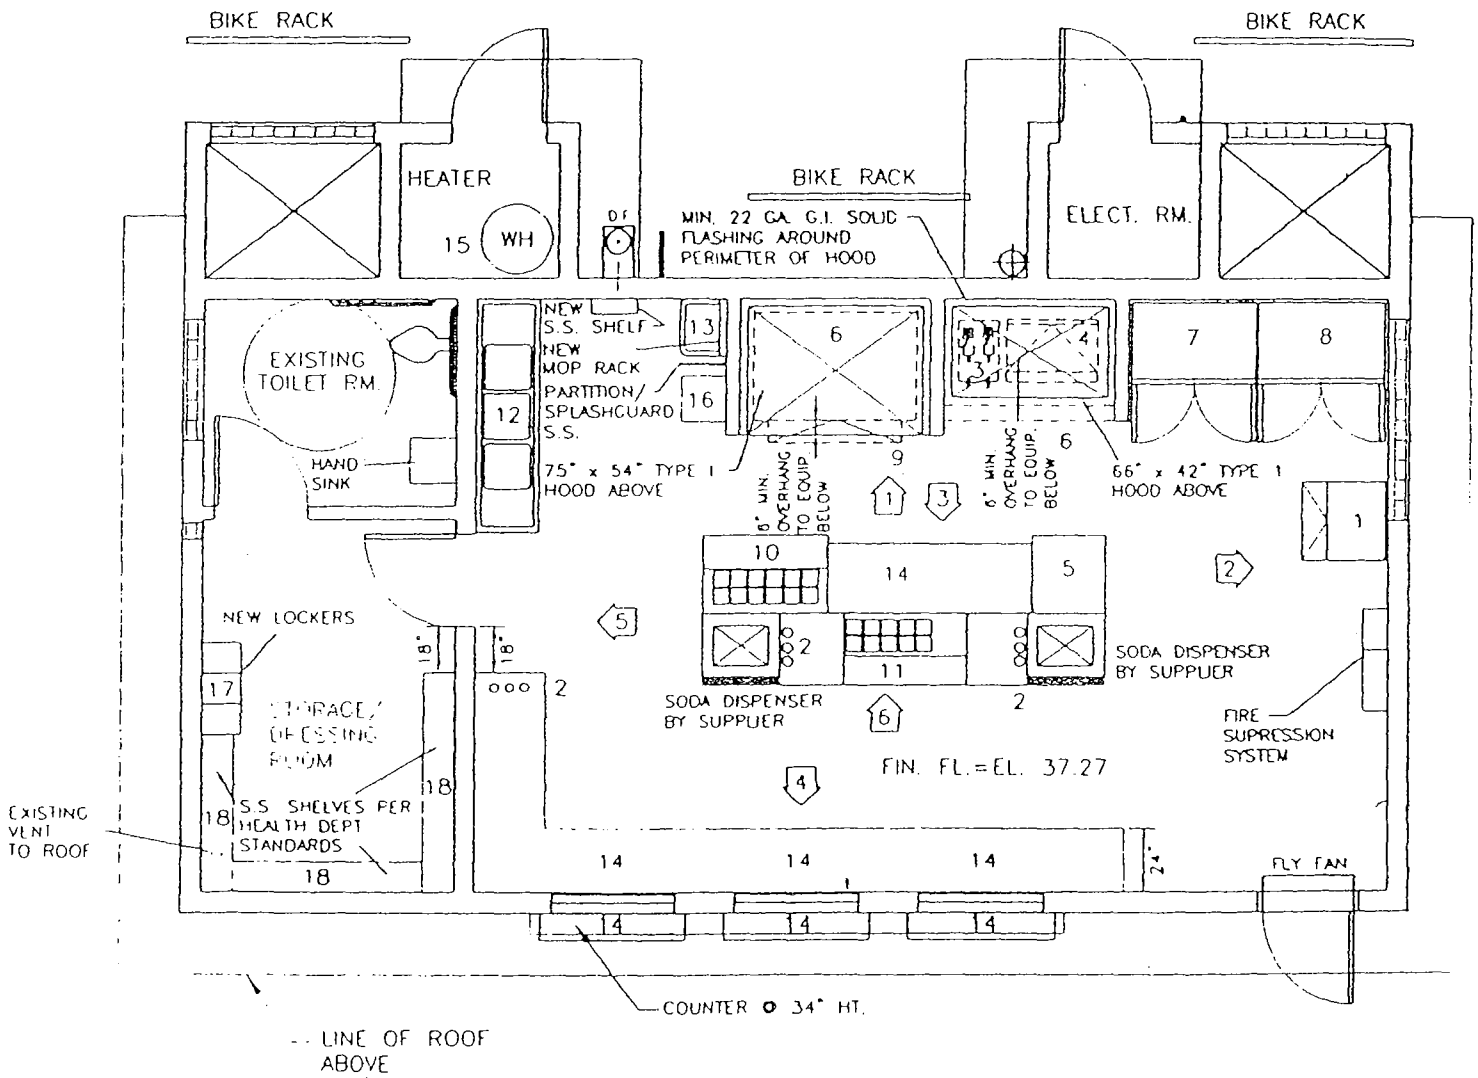 BIKE RACK
BIKE RACK
BIKE RACK
HEATER
15
WH
D F
MIN. 22 GA. G.I. SOLID
FLASHING AROUND
PERIMETER OF HOOD
ELECT. RM.
NEW
S.S. SHELF
13
NEW
MOP RACK
PARTITION/
SPLASHGUARD
S.S.
16
6
3
4
7
8
EXISTING
TOILET RM.
12
HAND
SINK
75" x 54" TYPE I
HOOD ABOVE
6" MIN.
OVERHANG
TO EQUIP.
BELOW
9
6" MIN.
OVERHANG
TO EQUIP.
BELOW
6
66" x 42" TYPE 1
HOOD ABOVE
1
3
1
10
14
5
2
NEW LOCKERS
5
18"
18"
2
11
SODA DISPENSER
BY SUPPLIER
17
2
SODA DISPENSER
BY SUPPLIER
2
6
STORAGE/
DRESSING
ROOM
FIRE
SUPRESSION
SYSTEM
4
FIN. FL.=EL. 37.27
18
18
S.S. SHELVES PER
HEALTH DEPT
STANDARDS
EXISTING
VENT
TO ROOF
18
14
14
14
24"
FLY FAN
14
14
14
COUNTER @ 34" HT.
LINE OF ROOF
ABOVE